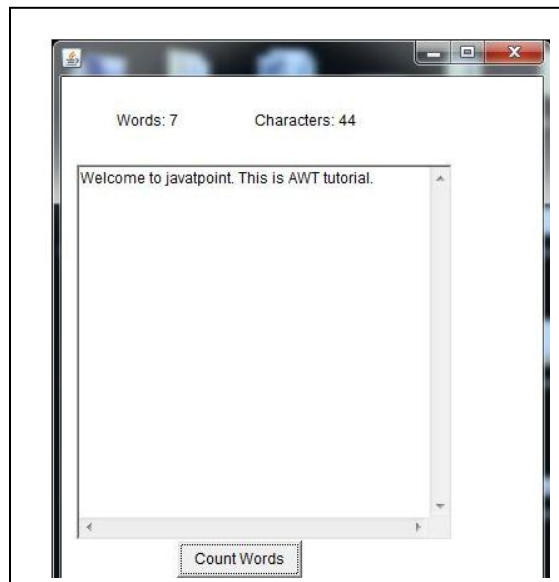 Words: 7 Characters: 44
Welcome to javatpoint. This is AWT tutorial.
Count Words